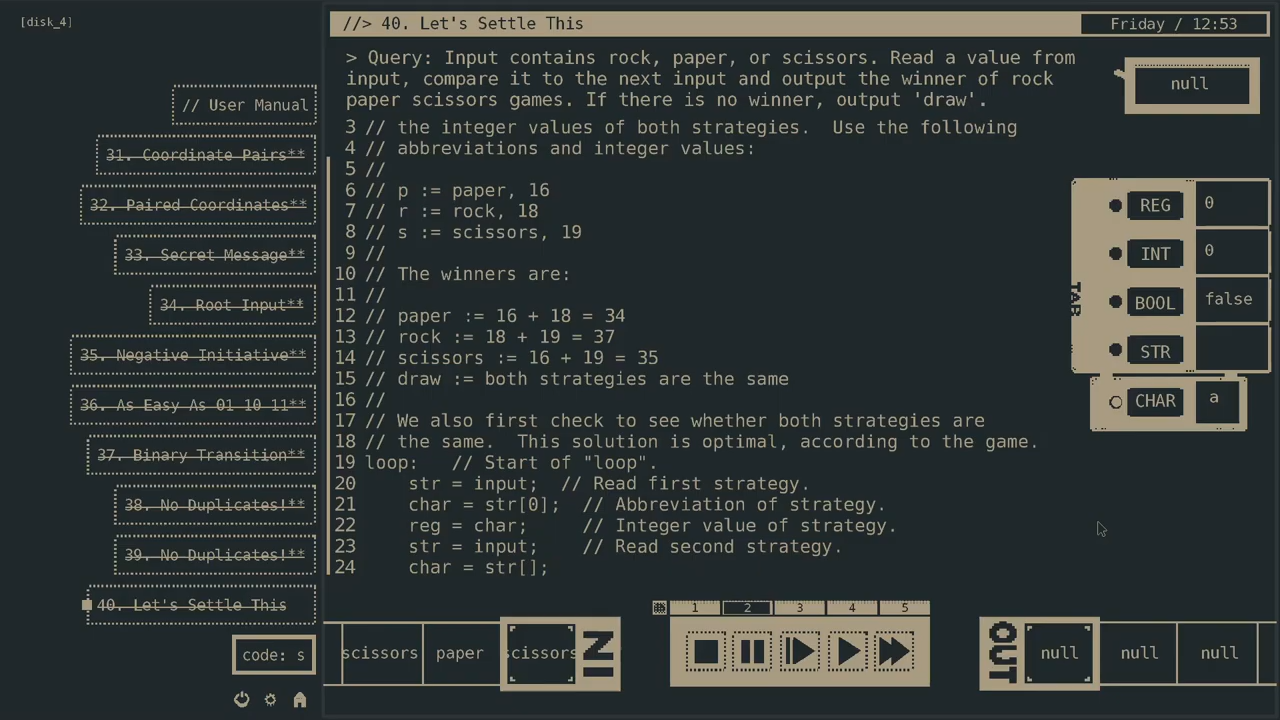 [disk_4]
//> 40. Let's Settle This
Friday / 12:53
> Query: Input contains rock, paper, or scissors. Read a value from
input, compare it to the next input and output the winner of rock
paper scissors games. If there is no winner, output 'draw'.
null
// User Manual
31. Coordinate Pairs**
32. Paired Coordinates**
33. Secret Message**
34. Root Input**
35. Negative Initiative**
36. As Easy As 01 10 11**
37. Binary Transition**
38. No Duplicates!**
39. No Duplicates!**
40. Let's Settle This
code: s
3 // the integer values of both strategies.  Use the following
4 // abbreviations and integer values:
5 //
6 // p := paper, 16
7 // r := rock, 18
8 // s := scissors, 19
9 //
10 // The winners are:
11 //
12 // paper := 16 + 18 = 34
13 // rock := 18 + 19 = 37
14 // scissors := 16 + 19 = 35
15 // draw := both strategies are the same
16 //
17 // We also first check to see whether both strategies are
18 // the same.  This solution is optimal, according to the game.
19 loop:   // Start of "loop".
20     str = input;  // Read first strategy.
21     char = str[0];  // Abbreviation of strategy.
22     reg = char;     // Integer value of strategy.
23     str = input;    // Read second strategy.
24     char = str[];
TAB
REG 0
INT 0
BOOL false
STR
CHAR a
scissors paper scissors IN
1 2 3 4 5
OUT null null null